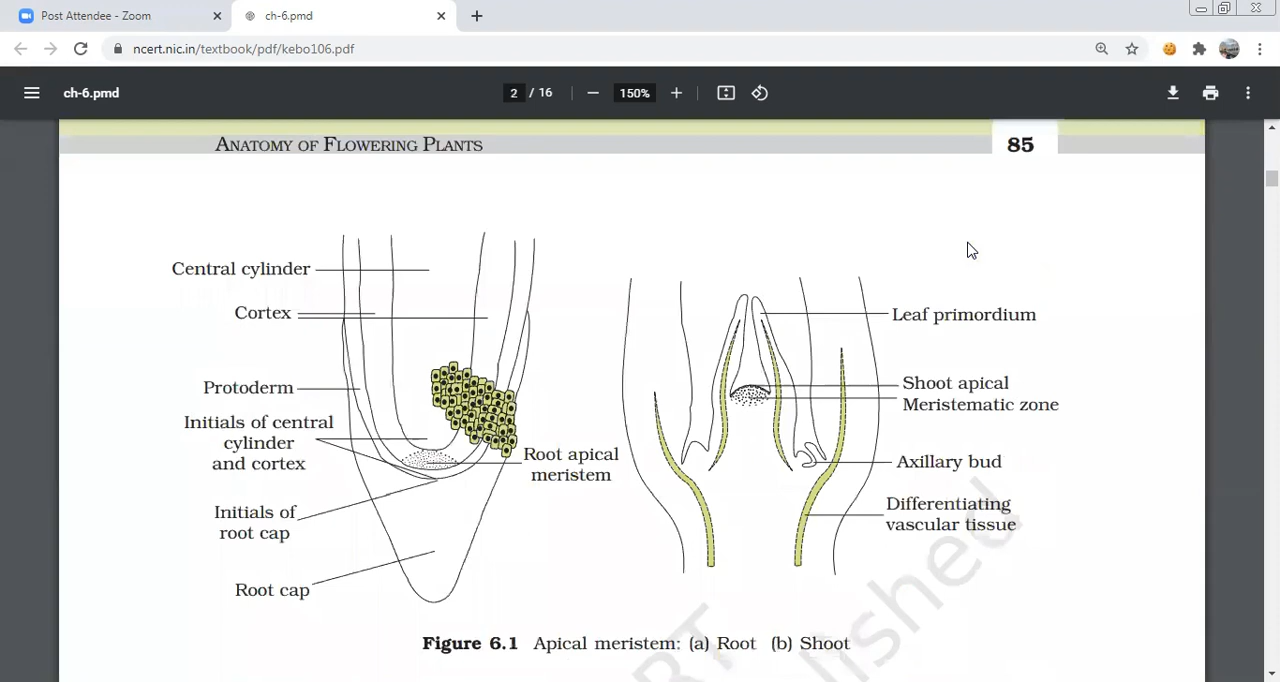 Post Attendee - Zoom
ch-6.pmd
ncert.nic.in/textbook/pdf/kebo106.pdf
ch-6.pmd
2 / 16
150%
ANATOMY OF FLOWERING PLANTS
85
Central cylinder
Cortex
Protoderm
Initials of central
cylinder
and cortex
Initials of
root cap
Root cap
Root apical
meristem
Leaf primordium
Shoot apical
Meristematic zone
Axillary bud
Differentiating
vascular tissue
Figure 6.1 Apical meristem: (a) Root (b) Shoot